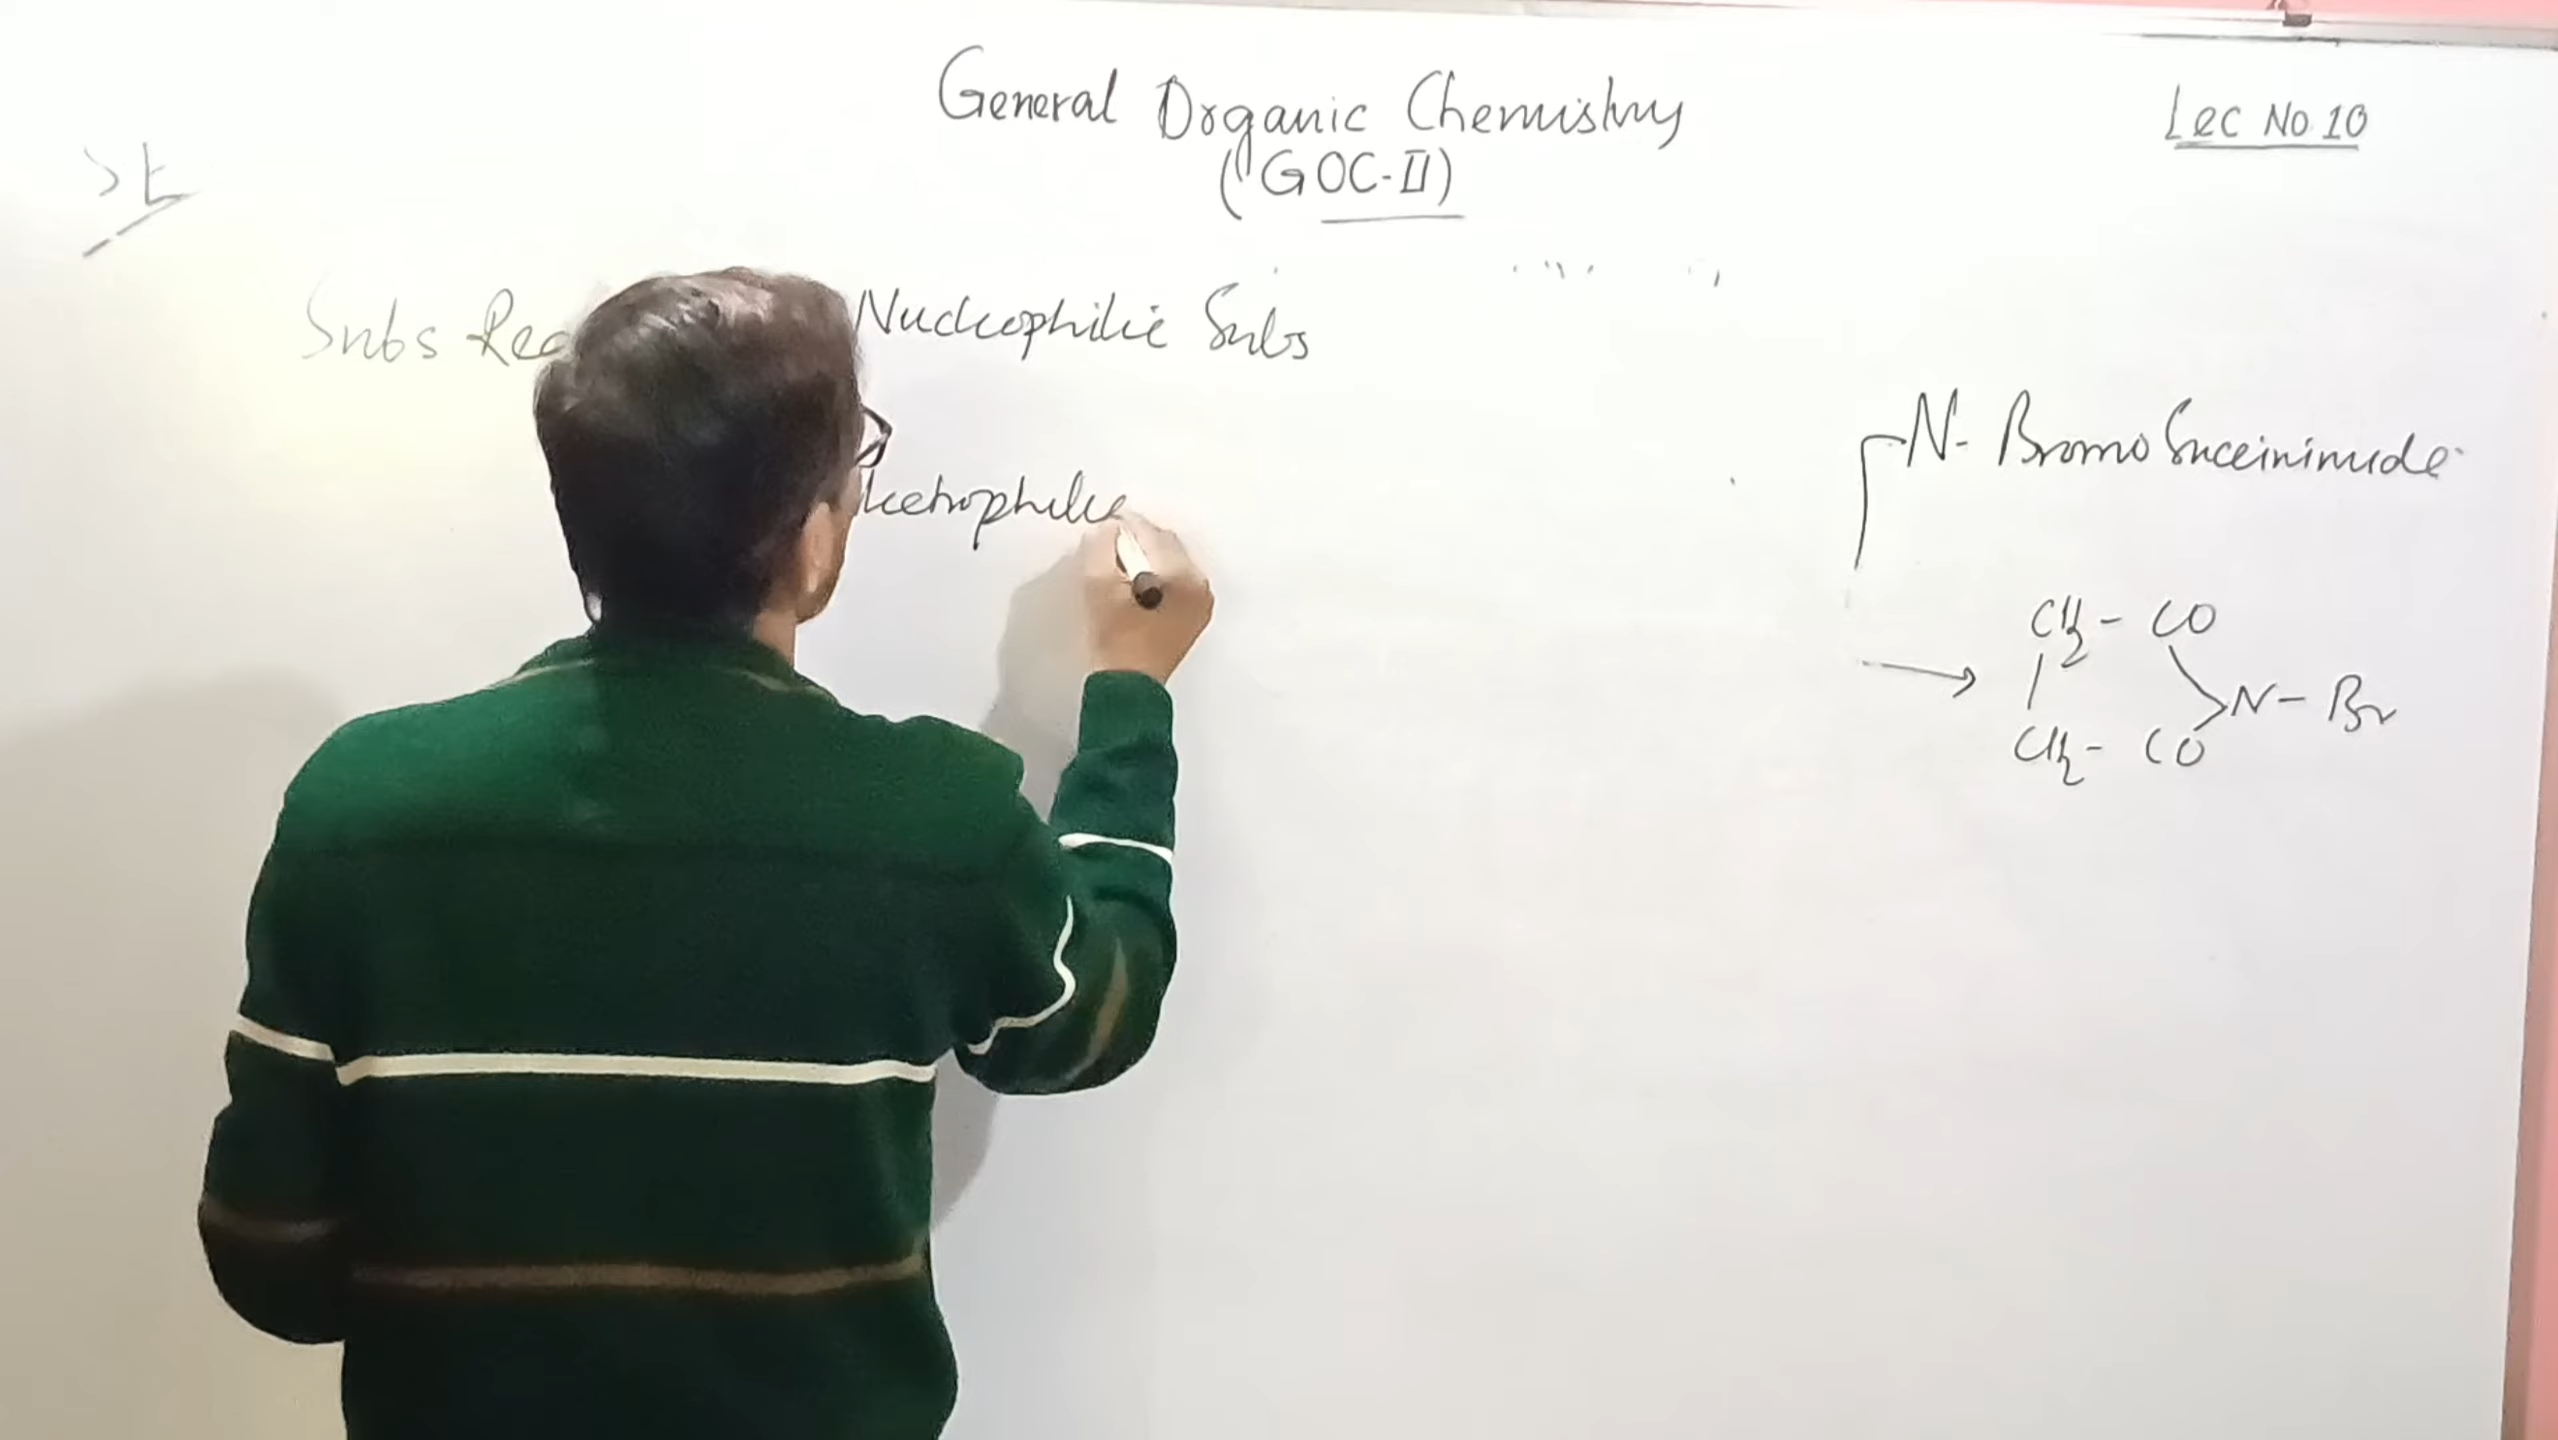 General Organic Chemistry
(GOC-II)
Lec No. 10
Subs Rea
Nucleophilic Subs
lectrophilic
N- Bromo Succinimide
CH2 - CO
N - Br
CH2 - CO